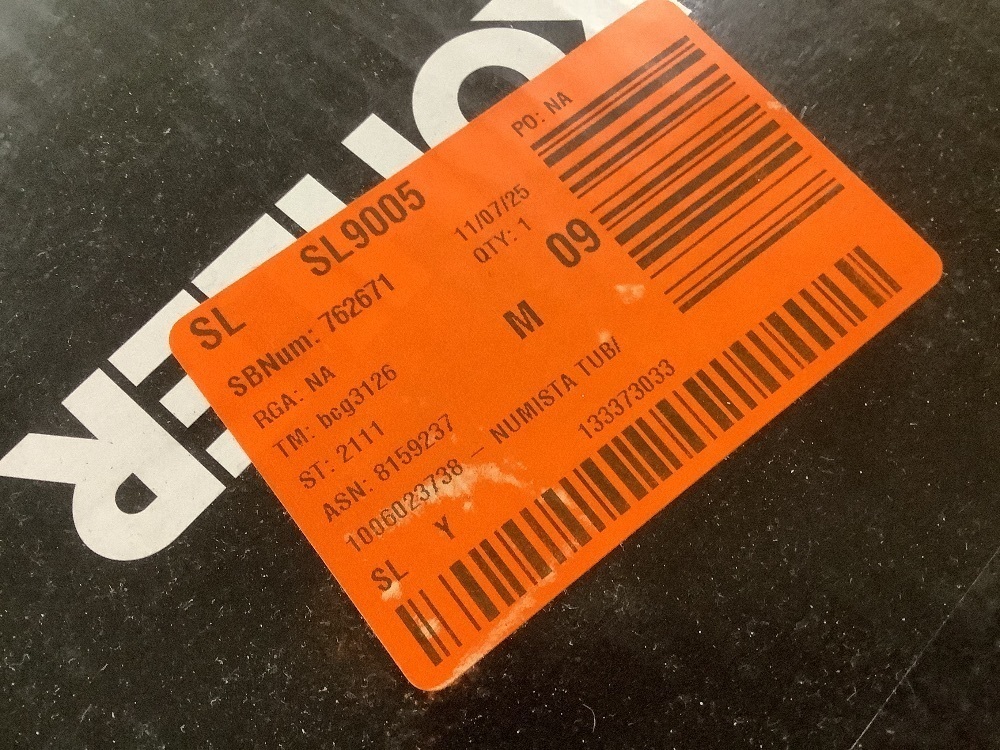 SL SL9005
PO: NA
SBNum: 762671
11/07/25
RGA: NA
QTY: 1
TM: bcg3126
09
ST: 2111
M
ASN: 8159237
1006023738 – NUMISTA TUB/
133373033
SL Y